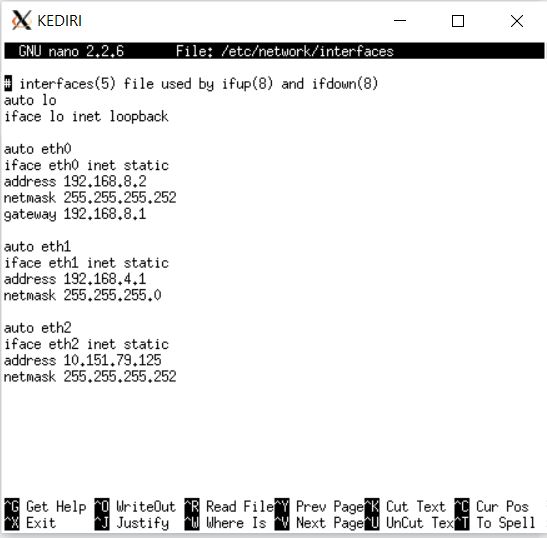 KEDIRI
GNU nano 2.2.6 File: /etc/network/interfaces
# interfaces(5) file used by ifup(8) and ifdown(8)
auto lo
iface lo inet loopback
auto eth0
iface eth0 inet static
address 192.168.8.2
netmask 255.255.255.252
gateway 192.168.8.1
auto eth1
iface eth1 inet static
address 192.168.4.1
netmask 255.255.255.0
auto eth2
iface eth2 inet static
address 10.151.79.125
netmask 255.255.255.252
^G Get Help ^O WriteOut ^R Read File ^Y Prev Page ^K Cut Text ^C Cur Pos
^X Exit ^J Justify ^W Where Is ^V Next Page ^U UnCut Tex ^T To Spell